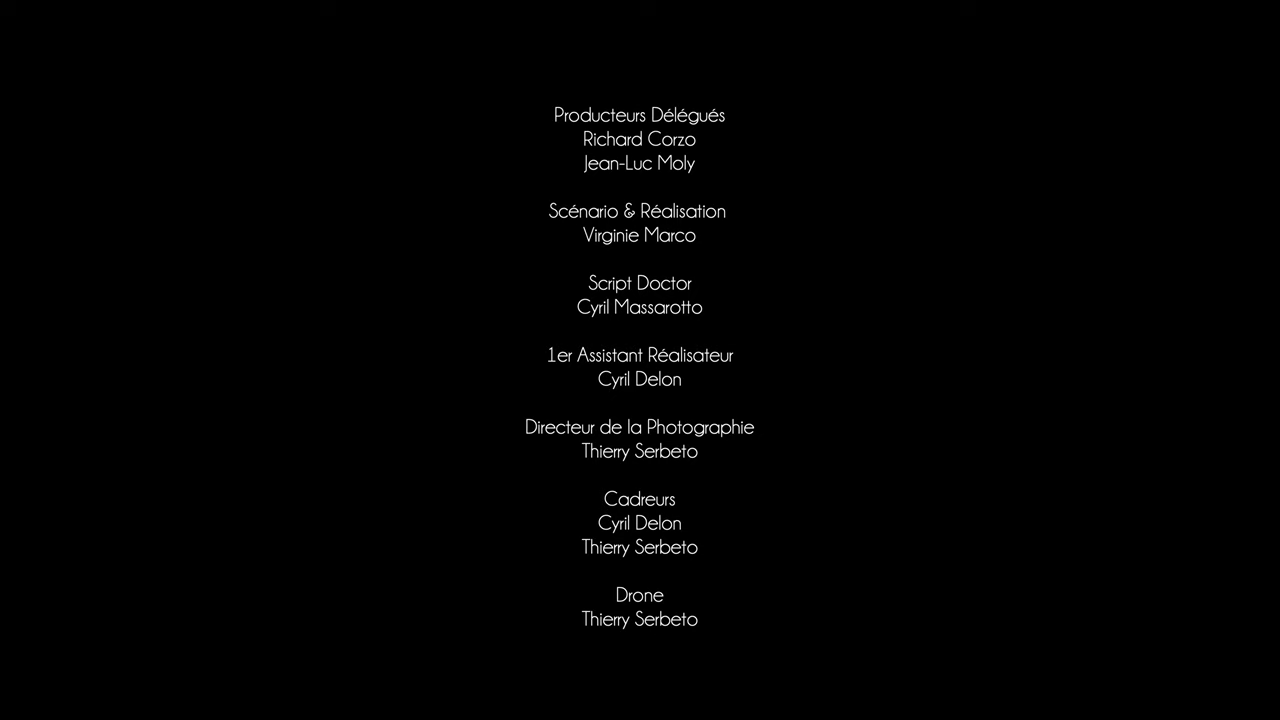 Producteurs Délégués
Richard Corzo
Jean-Luc Moly
Scénario & Réalisation
Virginie Marco
Script Doctor
Cyril Massarotto
1er Assistant Réalisateur
Cyril Delon
Directeur de la Photographie
Thierry Serbeto
Cadreurs
Cyril Delon
Thierry Serbeto
Drone
Thierry Serbeto